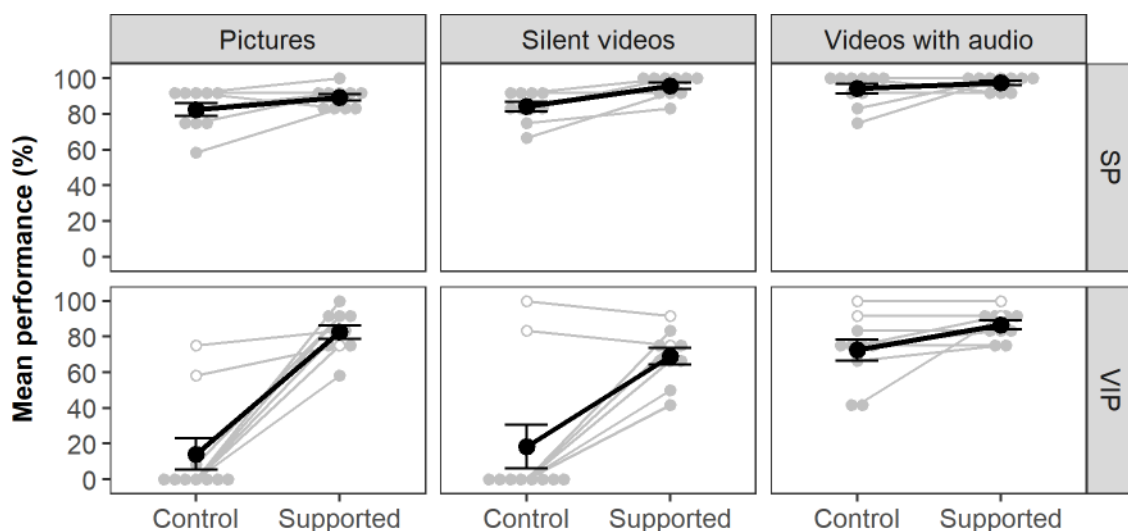 Pictures
Silent videos
Videos with audio
Mean performance (%)
100
80
60
40
20
0
SP
100
80
60
40
20
0
VIP
Control
Supported
Control
Supported
Control
Supported